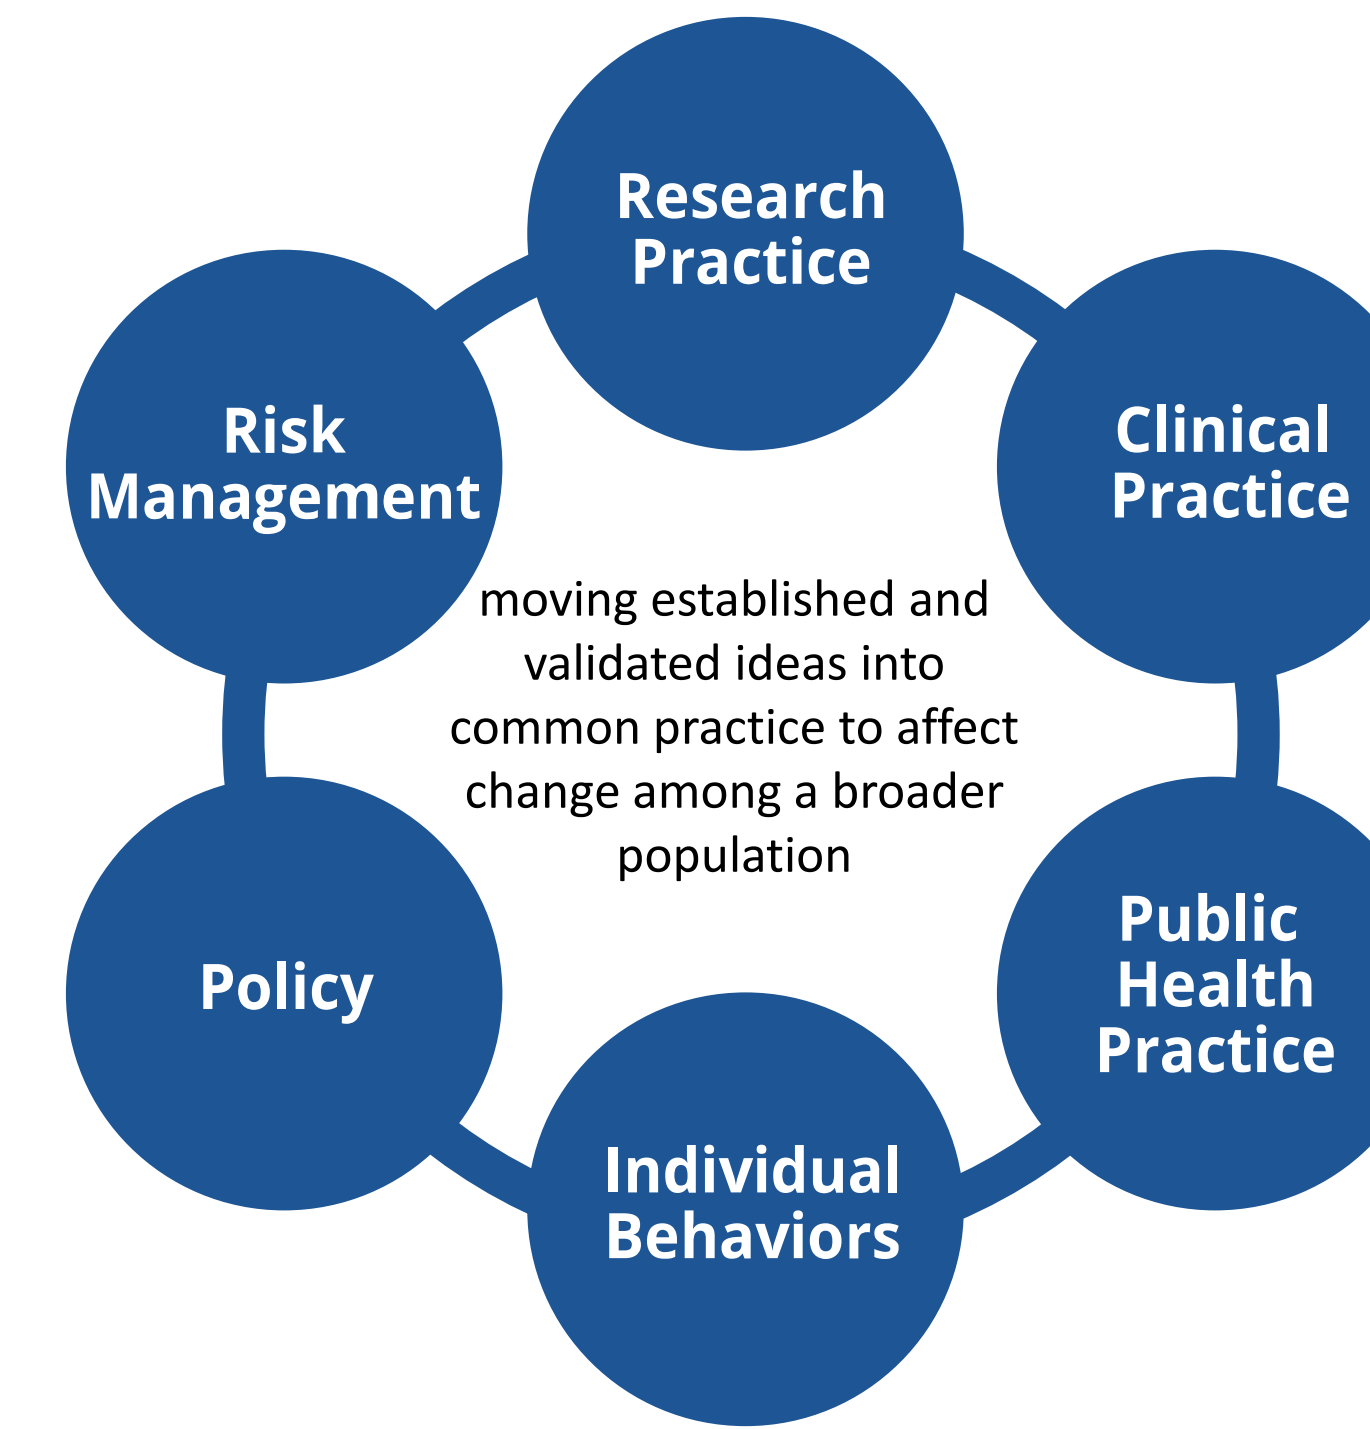 Research
Practice
Clinical
Practice
Public
Health
Practice
Individual
Behaviors
Policy
Risk
Management
moving established and
validated ideas into
common practice to affect
change among a broader
population